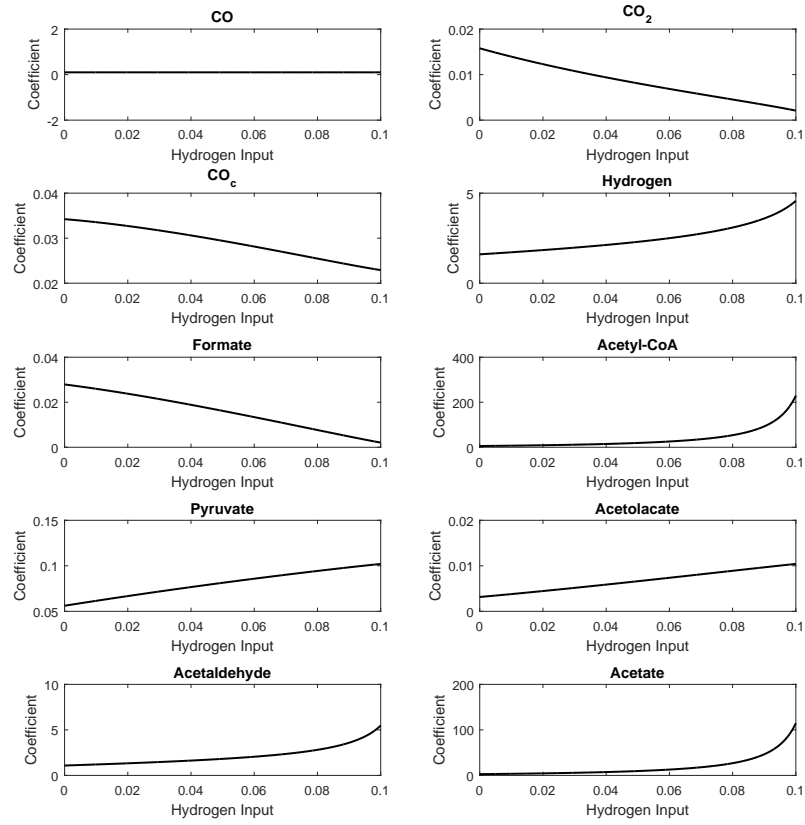 CO
Coefficient
2
0
-2
0 0.02 0.04 0.06 0.08 0.1
Hydrogen Input
CO2
Coefficient
0.02
0.01
0
0 0.02 0.04 0.06 0.08 0.1
Hydrogen Input
COc
Coefficient
0.04
0.03
0.02
0 0.02 0.04 0.06 0.08 0.1
Hydrogen Input
Hydrogen
Coefficient
5
0
0 0.02 0.04 0.06 0.08 0.1
Hydrogen Input
Formate
Coefficient
0.04
0.02
0
0 0.02 0.04 0.06 0.08 0.1
Hydrogen Input
Acetyl-CoA
Coefficient
400
200
0
0 0.02 0.04 0.06 0.08 0.1
Hydrogen Input
Pyruvate
Coefficient
0.15
0.1
0.05
0 0.02 0.04 0.06 0.08 0.1
Hydrogen Input
Acetolacate
Coefficient
0.02
0.01
0
0 0.02 0.04 0.06 0.08 0.1
Hydrogen Input
Acetaldehyde
Coefficient
10
5
0
0 0.02 0.04 0.06 0.08 0.1
Hydrogen Input
Acetate
Coefficient
200
100
0
0 0.02 0.04 0.06 0.08 0.1
Hydrogen Input